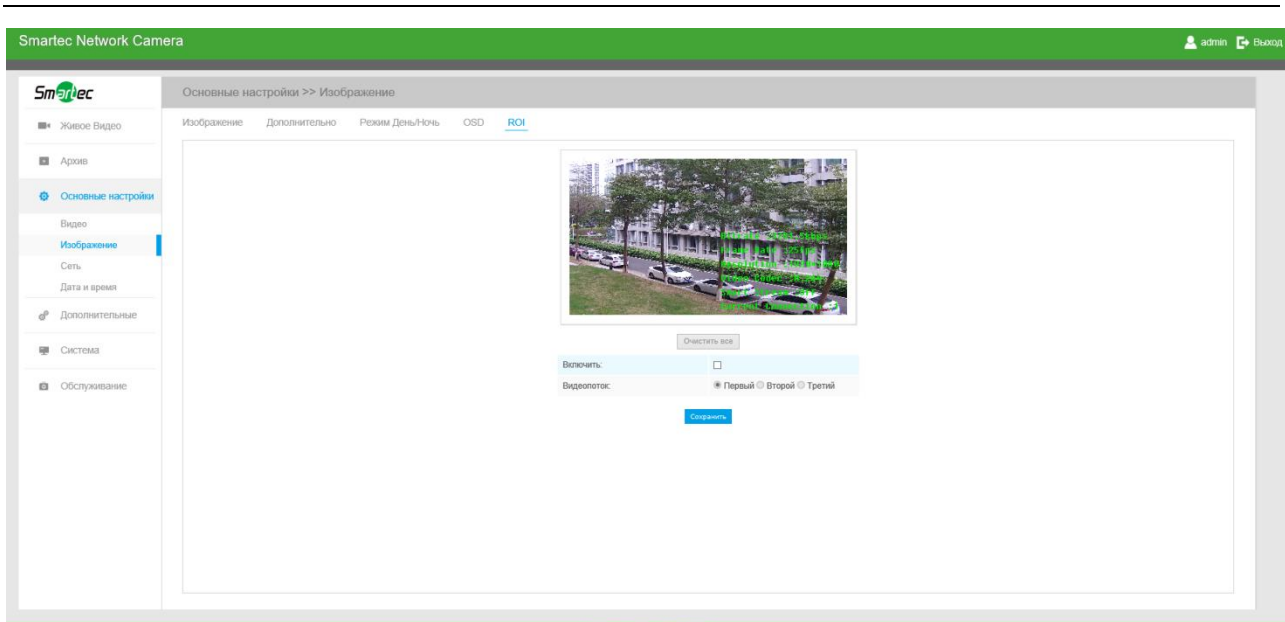 Smartec Network Camera
admin Выход
Smartec
Основные настройки >> Изображение
Изображение Дополнительно Режим День/Ночь OSD ROI
Живое Видео
Архив
Основные настройки
Видео
Изображение
Сеть
Дата и время
Дополнительные
Система
Обслуживание
Очистить все
Включить:
Видеопоток: Первый Второй Третий
Сохранить